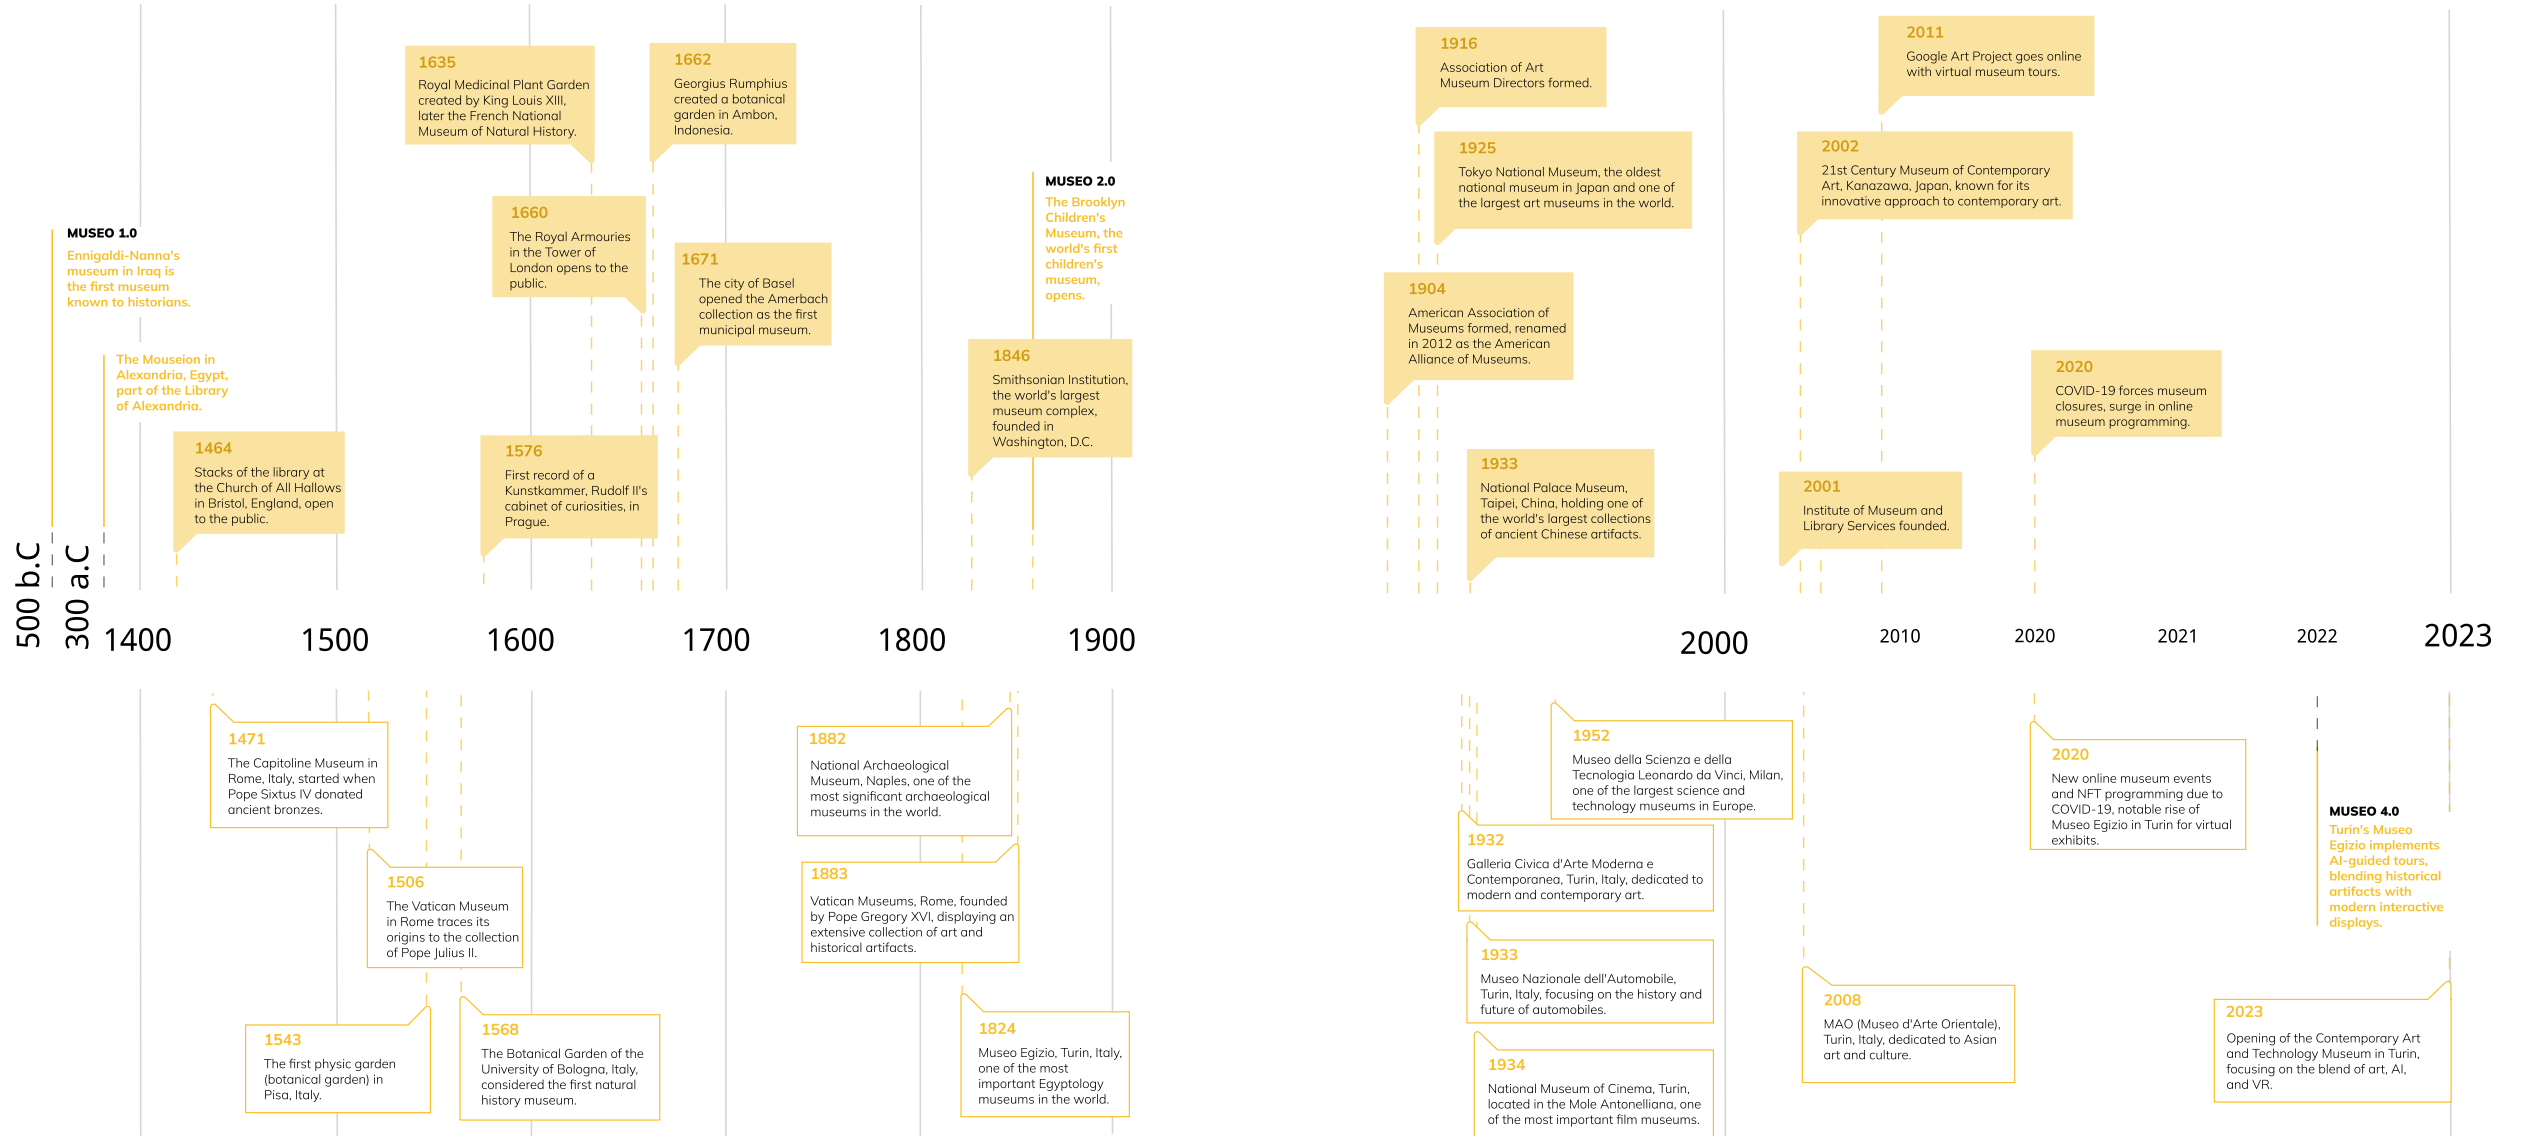 1635
Royal Medicinal Plant Garden
created by King Louis XIII,
later the French National
Museum of Natural History.
1662
Georgius Rumphius
created a botanical
garden in Ambon,
Indonesia.
MUSEO 2.0
The Brooklyn
Children's
Museum, the
world's first
children's
museum,
opens.
1660
The Royal Armouries
in the Tower of
London opens to the
public.
MUSEO 1.0
Ennigaldi-Nanna's
museum in Iraq is
the first museum
known to historians.
1671
The city of Basel
opened the Amerbach
collection as the first
municipal museum.
The Mouseion in
Alexandria, Egypt,
part of the Library
of Alexandria.
1846
Smithsonian Institution,
the world's largest
museum complex,
founded in
Washington, D.C.
1464
Stacks of the library at
the Church of All Hallows
in Bristol, England, open
to the public.
1576
First record of a
Kunstkammer, Rudolf II's
cabinet of curiosities, in
Prague.
1916
Association of Art
Museum Directors formed.
2011
Google Art Project goes online
with virtual museum tours.
1925
Tokyo National Museum, the oldest
national museum in Japan and one of
the largest art museums in the world.
2002
21st Century Museum of Contemporary
Art, Kanazawa, Japan, known for its
innovative approach to contemporary art.
1904
American Association of
Museums formed, renamed
in 2012 as the American
Alliance of Museums.
2020
COVID-19 forces museum
closures, surge in online
museum programming.
1933
National Palace Museum,
Taipei, China, holding one of
the world's largest collections
of ancient Chinese artifacts.
2001
Institute of Museum and
Library Services founded.
500 b.C
300 a.C
1400
1500
1600
1700
1800
1900
2000
2010
2020
2021
2022
2023
1471
The Capitoline Museum in
Rome, Italy, started when
Pope Sixtus IV donated
ancient bronzes.
1882
National Archaeological
Museum, Naples, one of the
most significant archaeological
museums in the world.
1506
The Vatican Museum
in Rome traces its
origins to the collection
of Pope Julius II.
1883
Vatican Museums, Rome, founded
by Pope Gregory XVI, displaying an
extensive collection of art and
historical artifacts.
1543
The first physic garden
(botanical garden) in
Pisa, Italy.
1568
The Botanical Garden of the
University of Bologna, Italy,
considered the first natural
history museum.
1824
Museo Egizio, Turin, Italy,
one of the most
important Egyptology
museums in the world.
1952
Museo della Scienza e della
Tecnologia Leonardo da Vinci, Milan,
one of the largest science and
technology museums in Europe.
2020
New online museum events
and NFT programming due to
COVID-19, notable rise of
Museo Egizio in Turin for virtual
exhibits.
MUSEO 4.0
Turin's Museo
Egizio implements
AI-guided tours,
blending historical
artifacts with
modern interactive
displays.
1932
Galleria Civica d'Arte Moderna e
Contemporanea, Turin, Italy, dedicated to
modern and contemporary art.
1933
Museo Nazionale dell'Automobile,
Turin, Italy, focusing on the history and
future of automobiles.
2008
MAO (Museo d'Arte Orientale),
Turin, Italy, dedicated to Asian
art and culture.
2023
Opening of the Contemporary Art
and Technology Museum in Turin,
focusing on the blend of art, AI,
and VR.
1934
National Museum of Cinema, Turin,
located in the Mole Antonelliana, one
of the most important film museums.